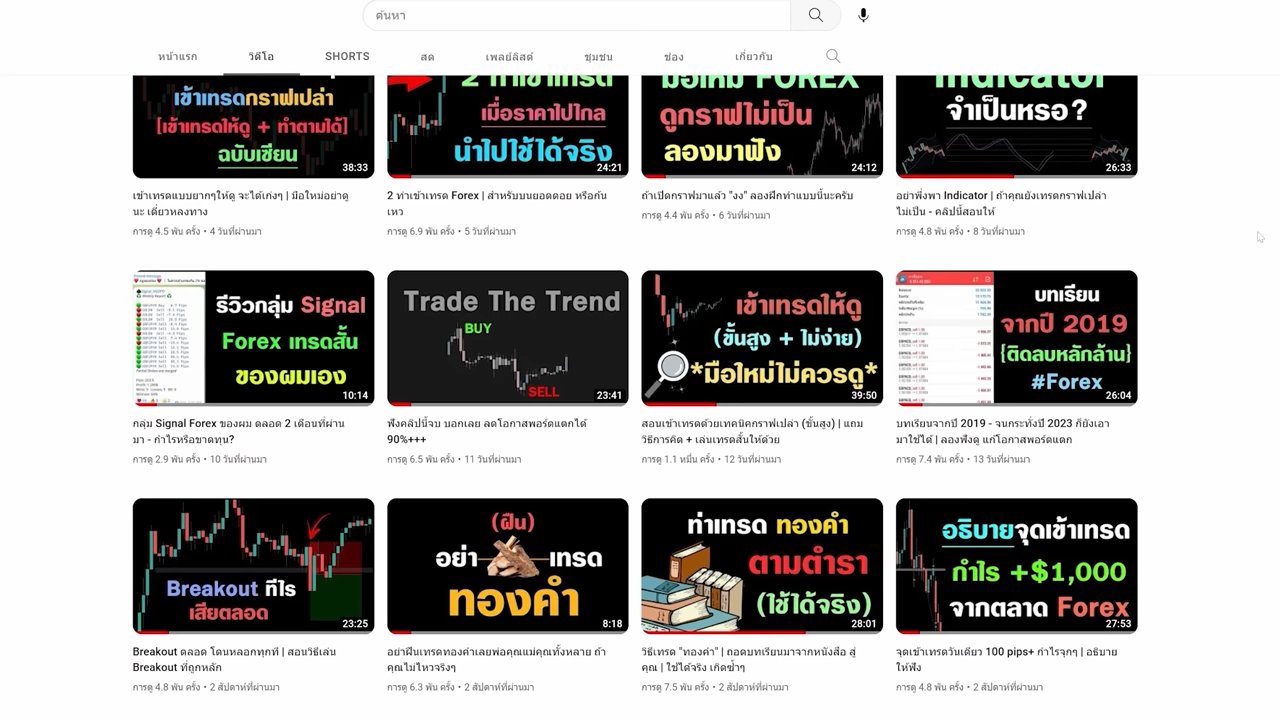 ค้นหา
หน้าแรก
วิดีโอ
SHORTS
สด
เพลย์ลิสต์
ชุมชน
ช่อง
เกี่ยวกับ
เข้าเทรดกราฟเปล่า
[เข้าเทรดให้ดู + ทำตามได้]
ฉบับเซียน
38:33
2 ท่าเข้าเทรด
เมื่อราคาไปไกล
นำไปใช้ได้จริง
24:21
มือใหม่ FOREX
ดูกราฟไม่เป็น
ลองมาฟัง
24:12
Indicator
จำเป็นหรอ?
26:33
เข้าเทรดแบบยากๆให้ดู จะได้เก่งๆ | มือใหม่อย่าดู
นะ เดี่ยวหลงทาง
การดู 4.5 พัน ครั้ง • 4 วันที่ผ่านมา
2 ท่าเข้าเทรด Forex | สำหรับบนยอดดอย หรือก้น
เหว
การดู 6.9 พัน ครั้ง • 5 วันที่ผ่านมา
ถ้าเปิดกราฟมาแล้ว "งง" ลองฝึกท่าแบบนี้นะครับ
การดู 4.4 พัน ครั้ง • 6 วันที่ผ่านมา
อย่าพึ่งพา Indicator | ถ้าคุณยังเทรดกราฟเปล่า
ไม่เป็น - คลิปนี้สอนให้
การดู 4.8 พัน ครั้ง • 8 วันที่ผ่านมา
รีวิวกลุ่ม Signal
Forex เทรดสั้น
ของผมเอง
10:14
Trade The Trend
BUY
SELL
23:41
เข้าเทรดให้ดู
(ขั้นสูง + ไม่ง่าย)
*มือใหม่ไม่ควรดู*
39:50
บทเรียน
จากปี 2019
{ติดลบหลักล้าน}
#Forex
26:04
กลุ่ม Signal Forex ของผม ตลอด 2 เดือนที่ผ่าน
มา - กำไรหรือขาดทุน?
การดู 2.9 พัน ครั้ง • 10 วันที่ผ่านมา
ฟังคลิปนี้จบ บอกเลย ลดโอกาสพอร์ตแตกได้
90%+++
การดู 6.5 พัน ครั้ง • 11 วันที่ผ่านมา
สอนเข้าเทรดด้วยเทคนิคกราฟเปล่า (ขั้นสูง) | แถม
วิธีการคิด + เล่นเทรดสั้นให้ด้วย
การดู 1.1 หมื่น ครั้ง • 12 วันที่ผ่านมา
บทเรียนจากปี 2019 - จนกระทั่งปี 2023 ก็ยังเอา
มาใช้ได้ | ลองฟังดู แก้โอกาสพอร์ตแตก
การดู 7.4 พัน ครั้ง • 13 วันที่ผ่านมา
Breakout ทีไร
เสียตลอด
23:25
(ฝืน)
อย่า เทรด
ทองคำ
8:18
ท่าเทรด ทองคำ
ตามตำรา
(ใช้ได้จริง)
28:01
อธิบายจุดเข้าเทรด
กำไร +$1,000
จากตลาด Forex
27:53
Breakout ตลอด โดนหลอกทุกที | สอนวิธีเล่น
Breakout ที่ถูกหลัก
การดู 4.8 พัน ครั้ง • 2 สัปดาห์ที่ผ่านมา
อย่าฝืนเทรดทองคำเลยพ่อคุณแม่คุณทั้งหลาย ถ้า
คุณไม่ไหวจริงๆ
การดู 6.3 พัน ครั้ง • 2 สัปดาห์ที่ผ่านมา
วิธีเทรด "ทองคำ" | ถอดบทเรียนมาจากหนังสือ สู่
คุณ | ใช้ได้จริง เกิดซ้ำๆ
การดู 7.5 พัน ครั้ง • 2 สัปดาห์ที่ผ่านมา
จุดเข้าเทรดวันเดียว 100 pips+ กำไรจุกๆ | อธิบาย
ให้ฟัง
การดู 4.8 พัน ครั้ง • 2 สัปดาห์ที่ผ่านมา